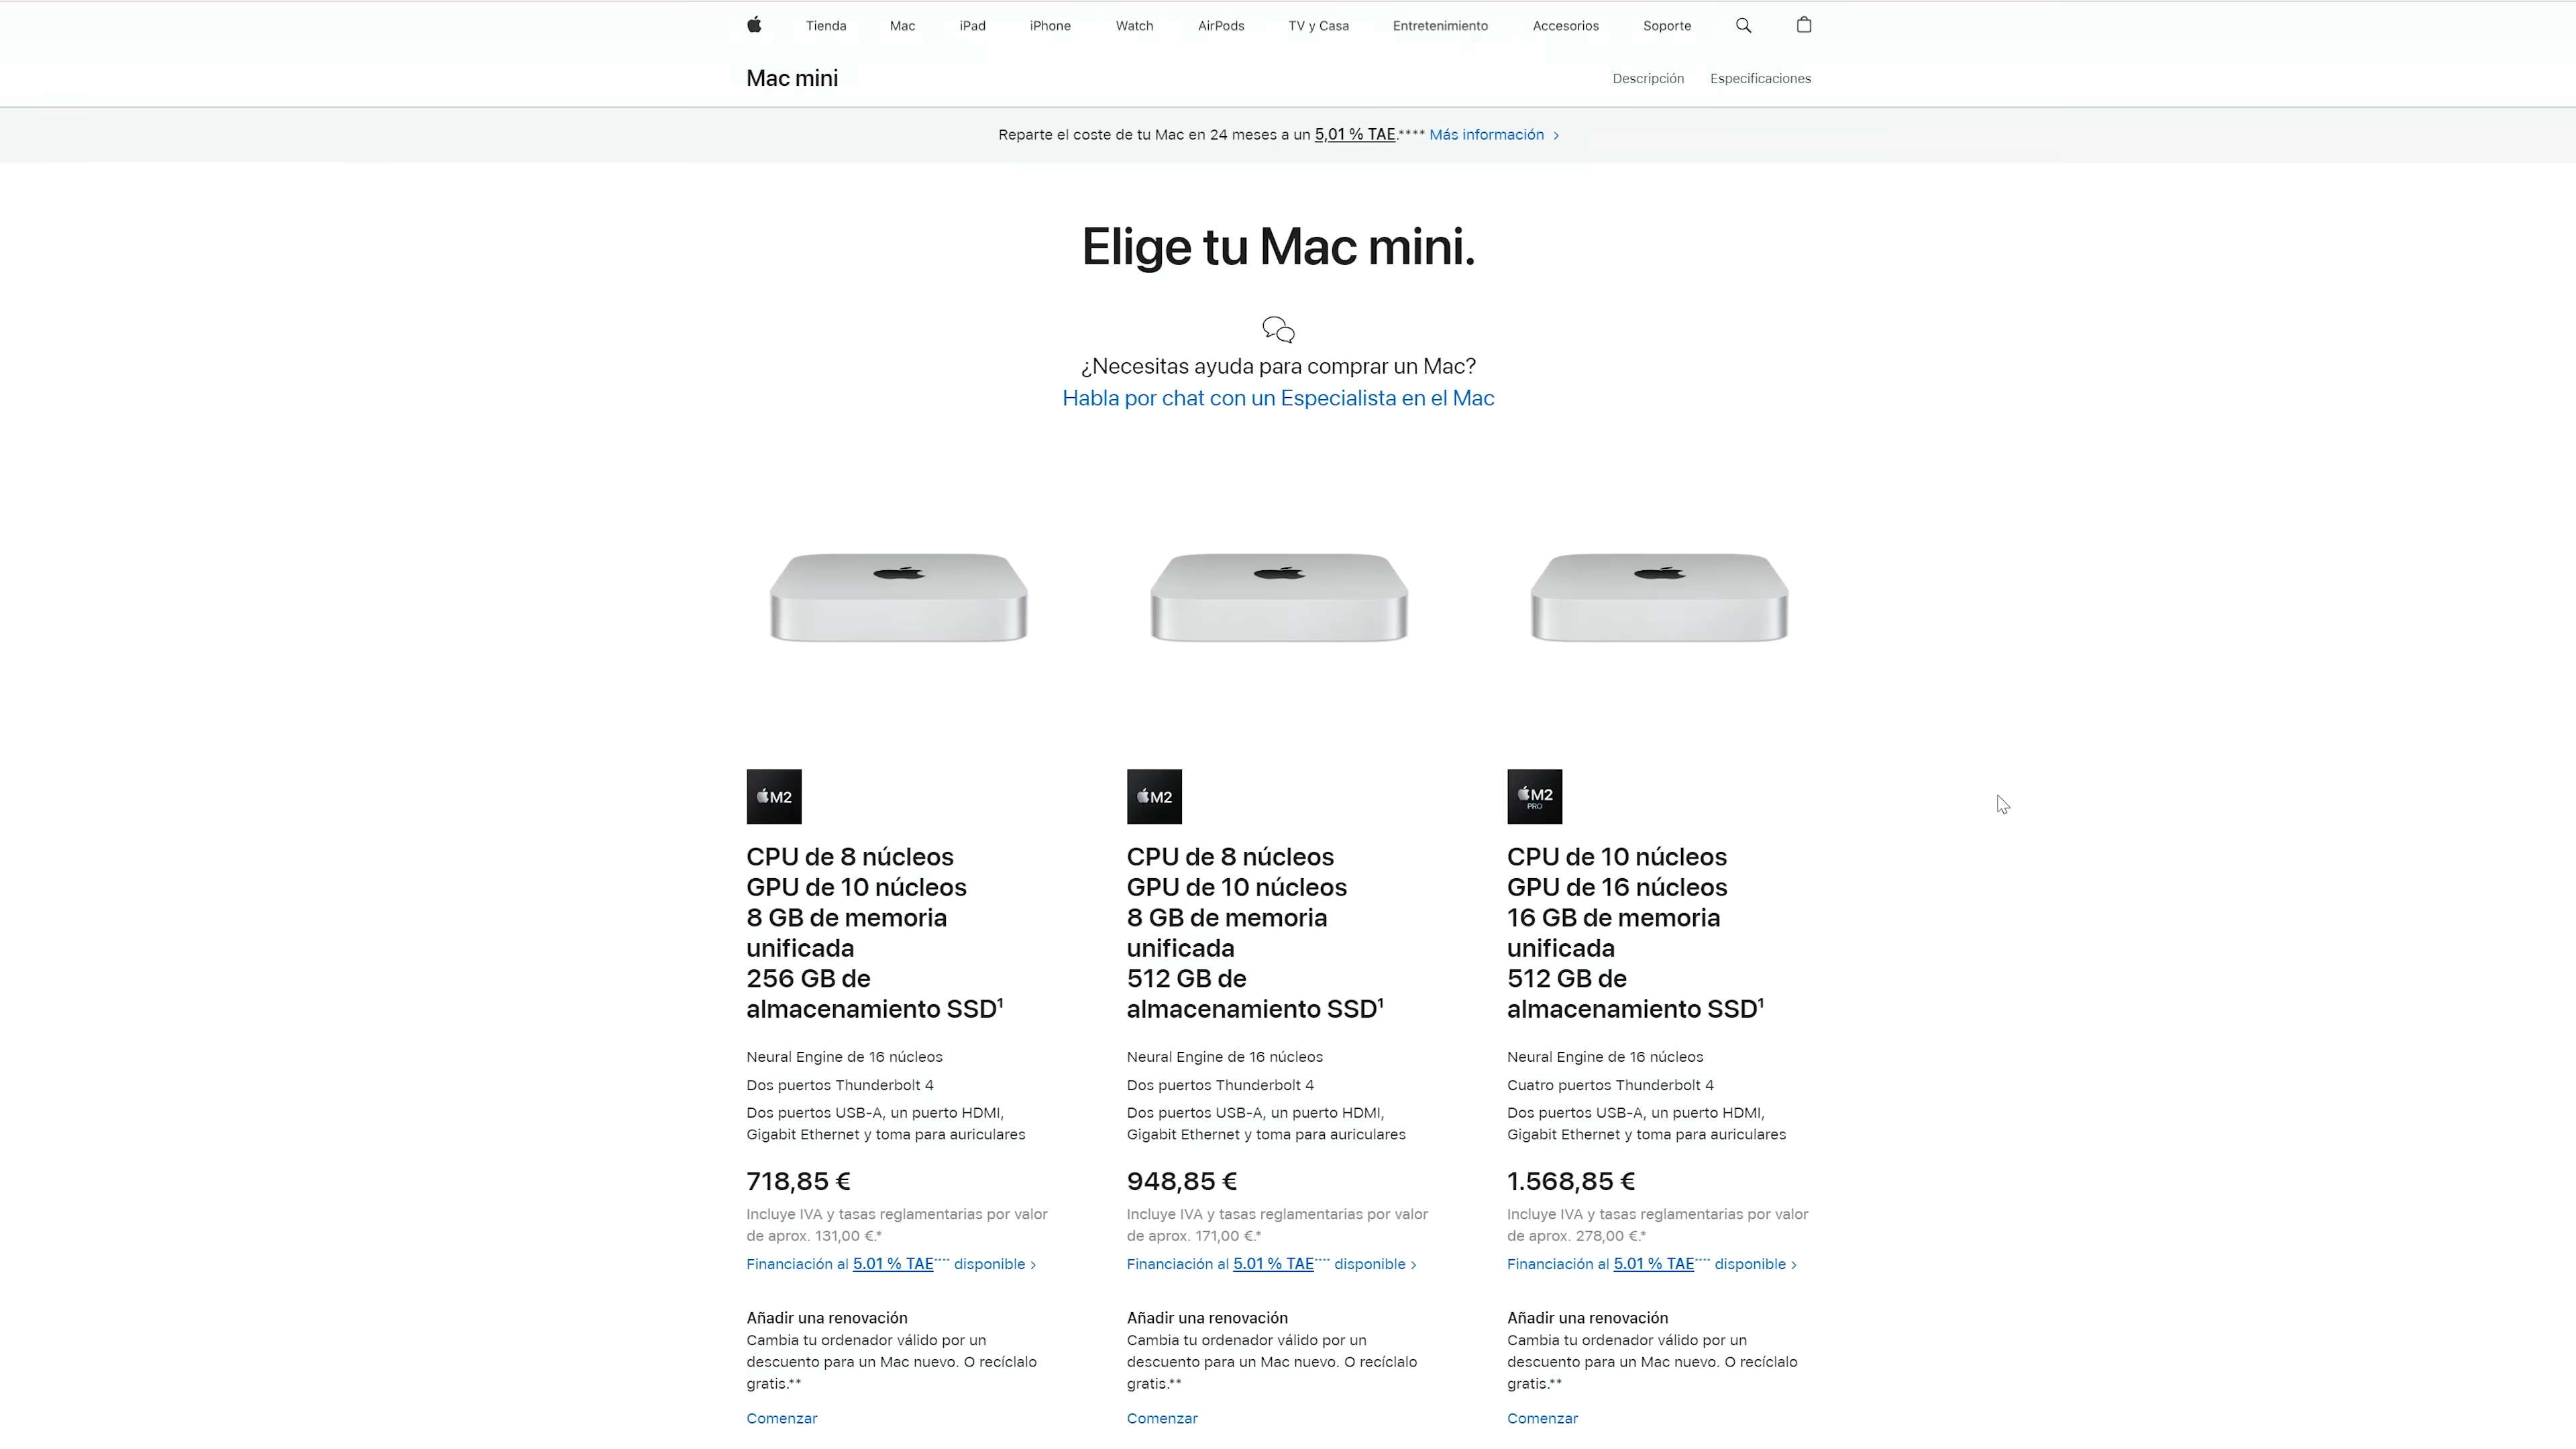 Tienda Mac iPad iPhone Watch AirPods TV y Casa Entretenimiento Accesorios Soporte
Mac mini
Descripción Especificaciones
Reparte el coste de tu Mac en 24 meses a un 5,01 % TAE.**** Más información >
Elige tu Mac mini.
¿Necesitas ayuda para comprar un Mac?
Habla por chat con un Especialista en el Mac
M2
CPU de 8 núcleos
GPU de 10 núcleos
8 GB de memoria
unificada
256 GB de
almacenamiento SSD¹
Neural Engine de 16 núcleos
Dos puertos Thunderbolt 4
Dos puertos USB-A, un puerto HDMI,
Gigabit Ethernet y toma para auriculares
718,85 €
Incluye IVA y tasas reglamentarias por valor
de aprox. 131,00 €.*
Financiación al 5.01 % TAE**** disponible >
Añadir una renovación
Cambia tu ordenador válido por un
descuento para un Mac nuevo. O recíclalo
gratis.**
Comenzar
M2
CPU de 8 núcleos
GPU de 10 núcleos
8 GB de memoria
unificada
512 GB de
almacenamiento SSD¹
Neural Engine de 16 núcleos
Dos puertos Thunderbolt 4
Dos puertos USB-A, un puerto HDMI,
Gigabit Ethernet y toma para auriculares
948,85 €
Incluye IVA y tasas reglamentarias por valor
de aprox. 171,00 €.*
Financiación al 5.01 % TAE**** disponible >
Añadir una renovación
Cambia tu ordenador válido por un
descuento para un Mac nuevo. O recíclalo
gratis.**
Comenzar
M2
PRO
CPU de 10 núcleos
GPU de 16 núcleos
16 GB de memoria
unificada
512 GB de
almacenamiento SSD¹
Neural Engine de 16 núcleos
Cuatro puertos Thunderbolt 4
Dos puertos USB-A, un puerto HDMI,
Gigabit Ethernet y toma para auriculares
1.568,85 €
Incluye IVA y tasas reglamentarias por valor
de aprox. 278,00 €.*
Financiación al 5.01 % TAE**** disponible >
Añadir una renovación
Cambia tu ordenador válido por un
descuento para un Mac nuevo. O recíclalo
gratis.**
Comenzar